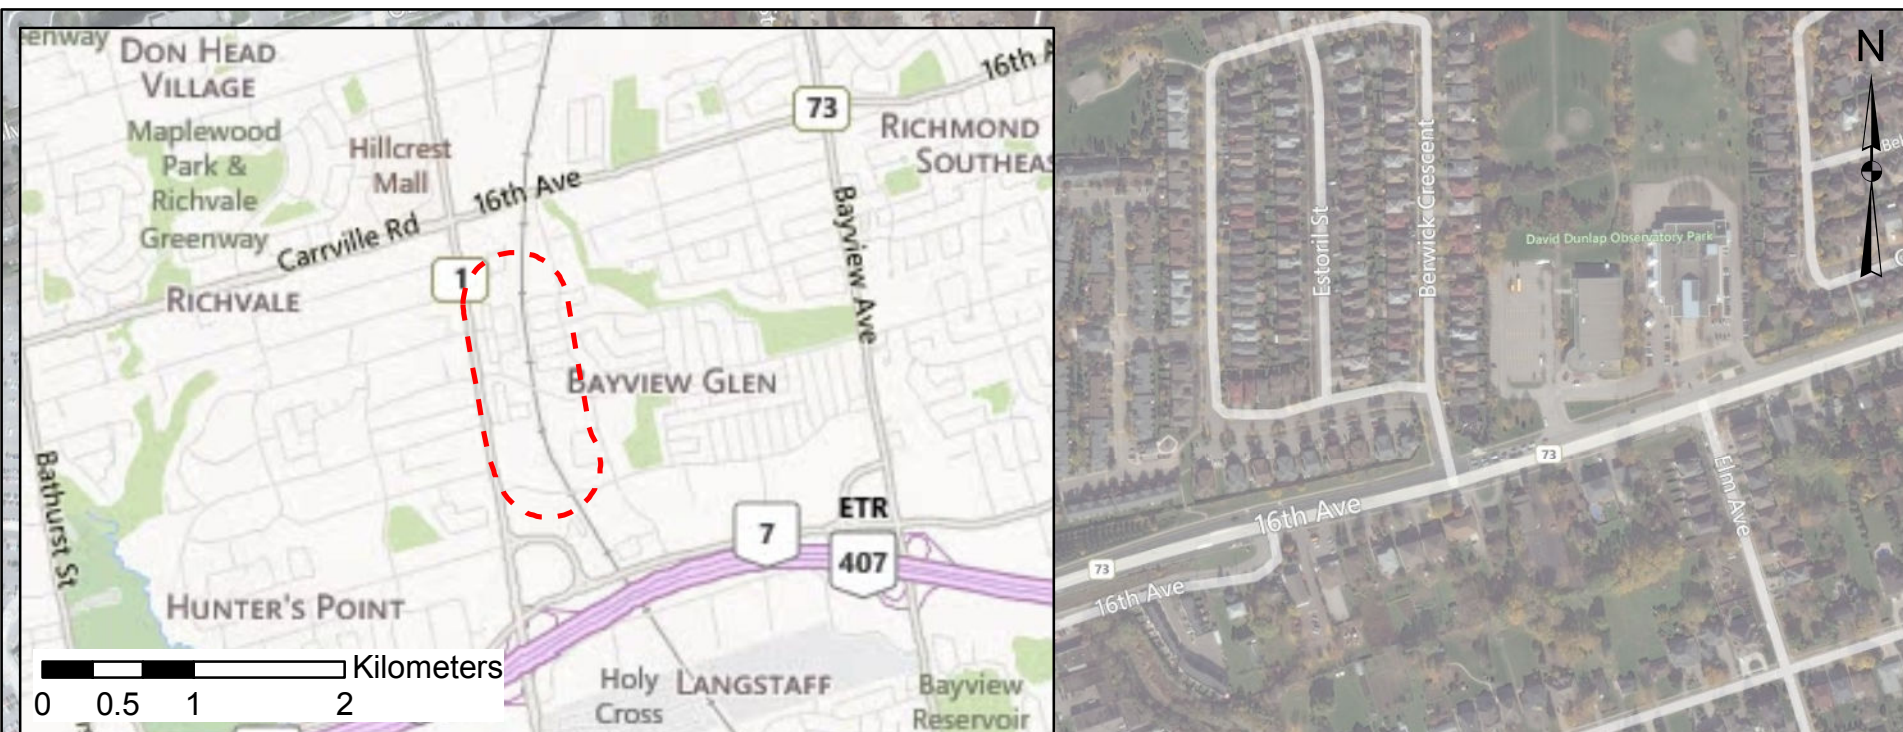 DON HEAD
VILLAGE
Maplewood
Park &
Richvale
Greenway
Hillcrest
Mall
16th Ave
Carrville Rd
73
16th A
RICHMOND
SOUTHEAS
1
RICHVALE
Bayview Ave
BAYVIEW GLEN
Bathurst St
7
ETR
407
HUNTER'S POINT
Kilometers
0 0.5 1 2
Holy
Cross
LANGSTAFF
Bayview
Reservoir
N
Estoril St
Berwick Crescent
David Dunlap Observatory Park
73
16th Ave
Elm Ave
73
16th Ave